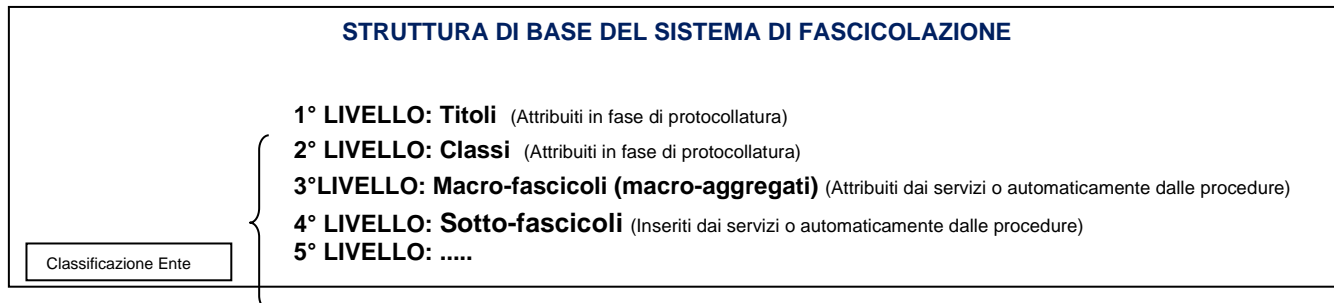 STRUTTURA DI BASE DEL SISTEMA DI FASCICOLAZIONE
1° LIVELLO: Titoli (Attribuiti in fase di protocollatura)
2° LIVELLO: Classi (Attribuiti in fase di protocollatura)
3°LIVELLO: Macro-fascicoli (macro-aggregati) (Attribuiti dai servizi o automaticamente dalle procedure)
4° LIVELLO: Sotto-fascicoli (Inseriti dai servizi o automaticamente dalle procedure)
5° LIVELLO: .....
Classificazione Ente